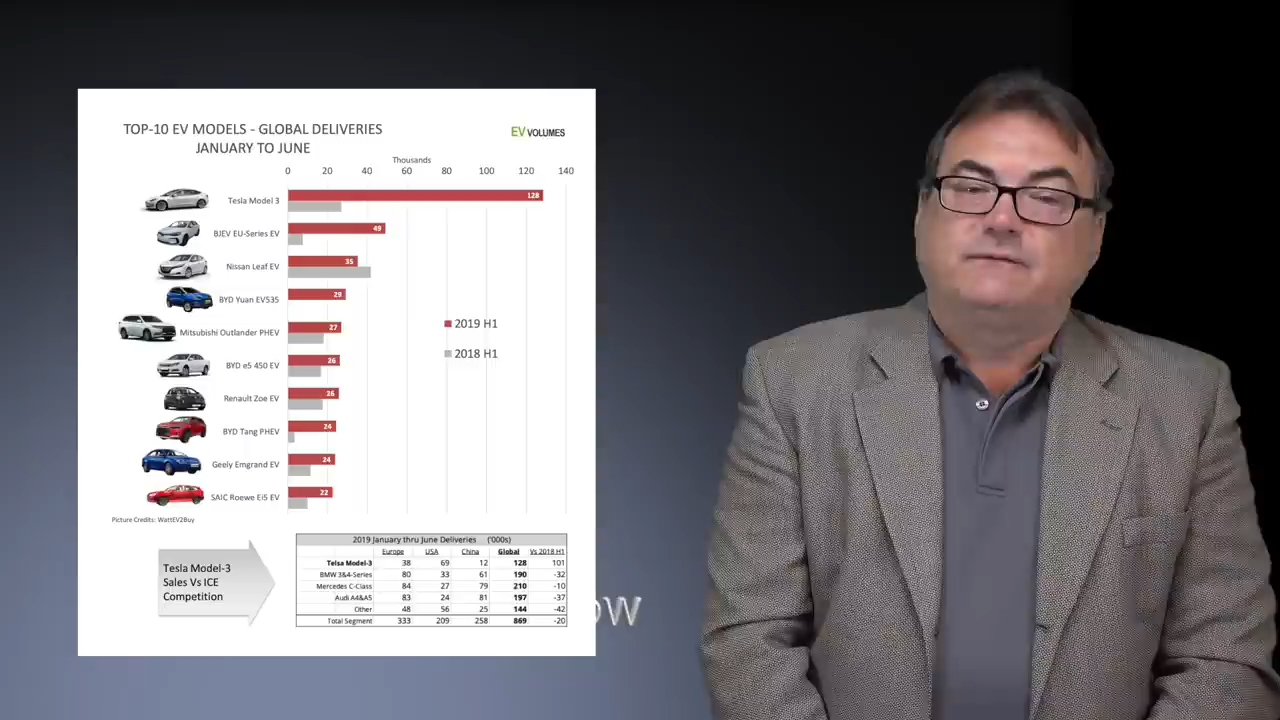 TOP-10 EV MODELS - GLOBAL DELIVERIES
JANUARY TO JUNE
EV VOLUMES
Thousands
0 20 40 60 80 100 120 140
Tesla Model 3 128
BJEV EU-Series EV 49
Nissan Leaf EV 35
BYD Yuan EV535 29
Mitsubishi Outlander PHEV 27
BYD e5 450 EV 26
Renault Zoe EV 26
BYD Tang PHEV 24
Geely Emgrand EV 24
SAIC Roewe Ei5 EV 22
2019 H1
2018 H1
Picture Credits: WattEV2Buy
Tesla Model-3
Sales Vs ICE
Competition
2019 January thru June Deliveries ('000s)
Europe USA China Global Vs 2018 H1
Telsa Model-3 38 69 12 128 101
BMW 3&4-Series 80 33 61 190 -32
Mercedes C-Class 84 27 79 210 -10
Audi A4&A5 83 24 81 197 -37
Other 48 56 25 144 -42
Total Segment 333 209 258 869 -20